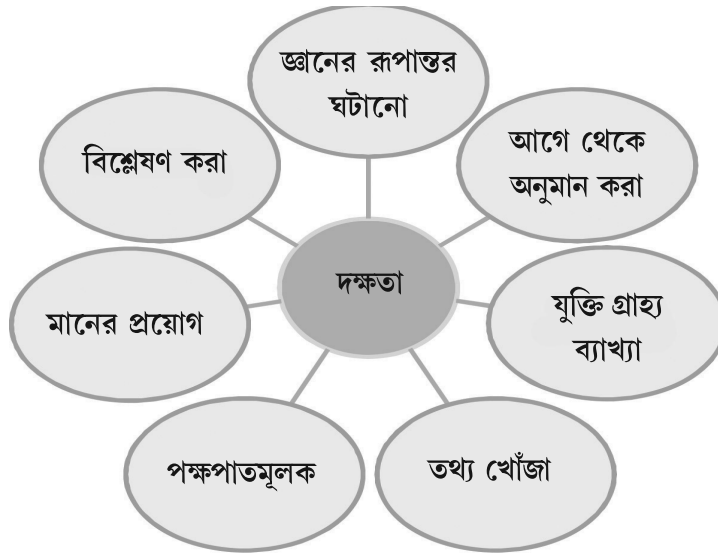 জ্ঞানের রূপান্তর
ঘটানো
আগে থেকে
অনুমান করা
যুক্তি গ্রাহ্য
ব্যাখ্যা
তথ্য খোঁজা
পক্ষপাতমূলক
মানের প্রয়োগ
বিশ্লেষণ করা
দক্ষতা